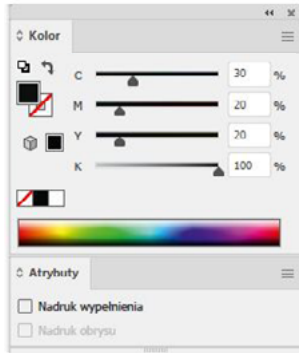 Kolor
C 30 %
M 20 %
Y 20 %
K 100 %
Atrybuty
Nadruk wypełnienia
Nadruk obrysu